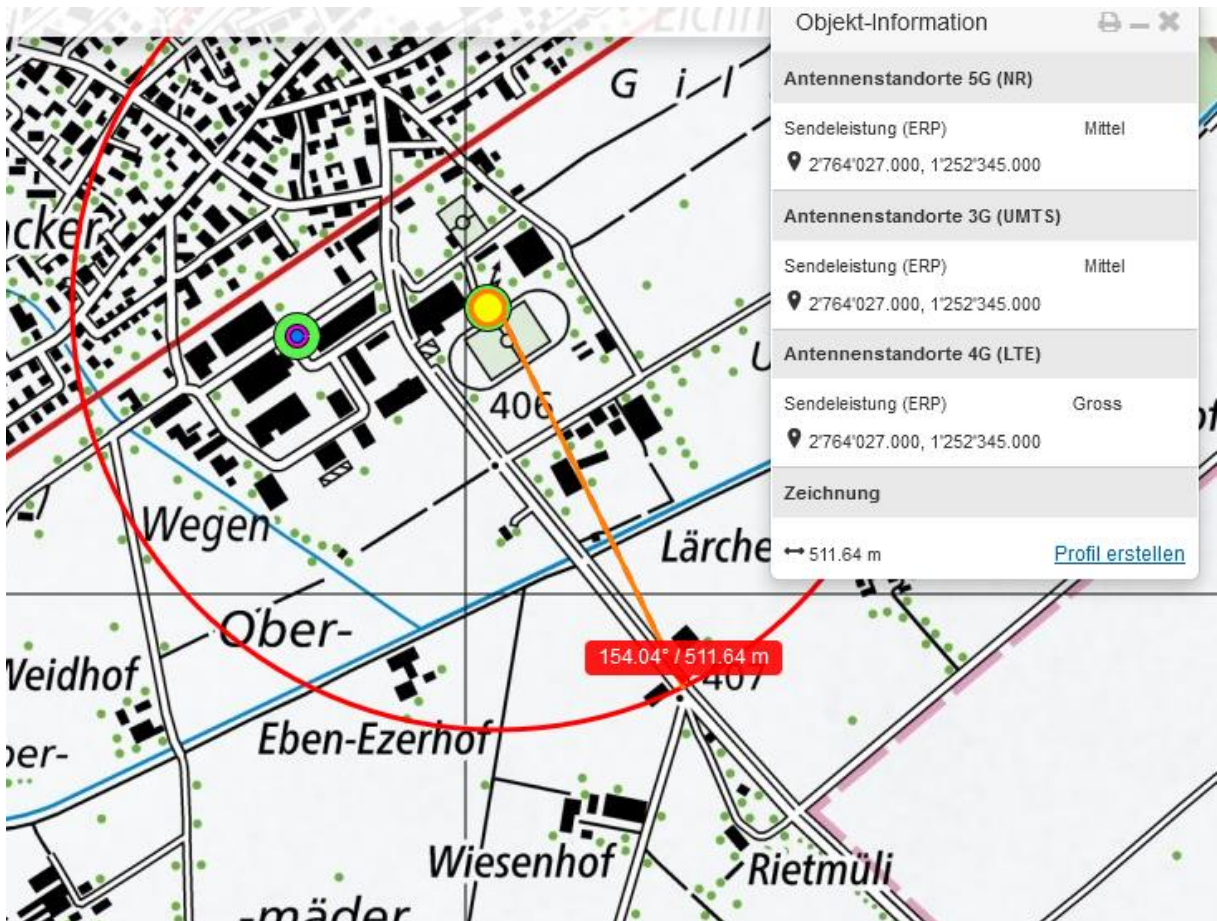 Objekt-Information
Antennenstandorte 5G (NR)
Sendeleistung (ERP) Mittel
2'764'027.000, 1'252'345.000
Antennenstandorte 3G (UMTS)
Sendeleistung (ERP) Mittel
2'764'027.000, 1'252'345.000
Antennenstandorte 4G (LTE)
Sendeleistung (ERP) Gross
2'764'027.000, 1'252'345.000
Zeichnung
511.64 m Profil erstellen
G i l
cker
406
Wegen
Lärche
Ober-
154.04° / 511.64 m
407
Weidhof
Eben-Ezerhof
ber-
Wiesenhof
Rietmüli
-mäder